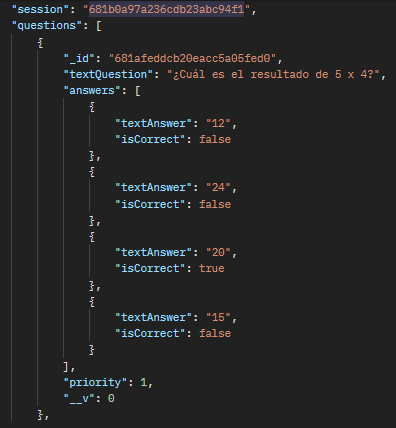 "session": "681b0a97a236cdb23abc94f1",
"questions": [
{
"_id": "681afeddcb20eacc5a05fed0",
"textQuestion": "¿Cuál es el resultado de 5 x 4?",
"answers": [
{
"textAnswer": "12",
"isCorrect": false
},
{
"textAnswer": "24",
"isCorrect": false
},
{
"textAnswer": "20",
"isCorrect": true
},
{
"textAnswer": "15",
"isCorrect": false
}
],
"priority": 1,
"__v": 0
},